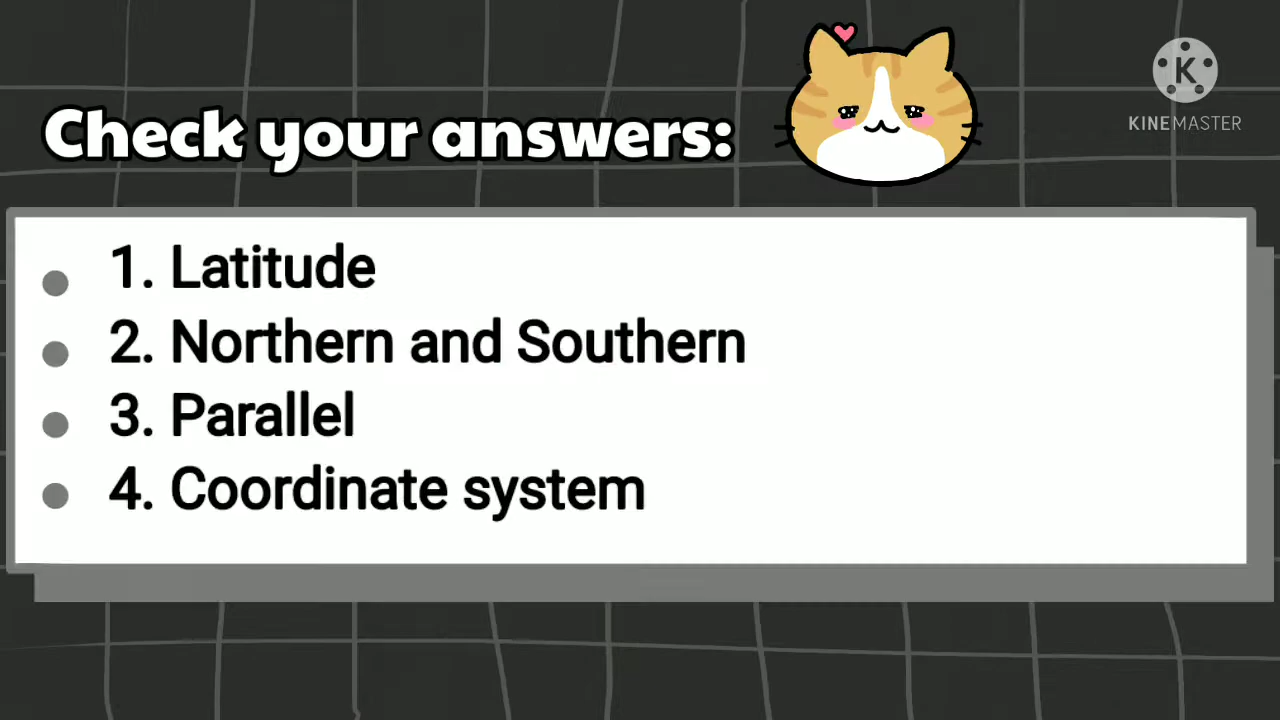 Check your answers:
K
KINEMASTER
1. Latitude
2. Northern and Southern
3. Parallel
4. Coordinate system